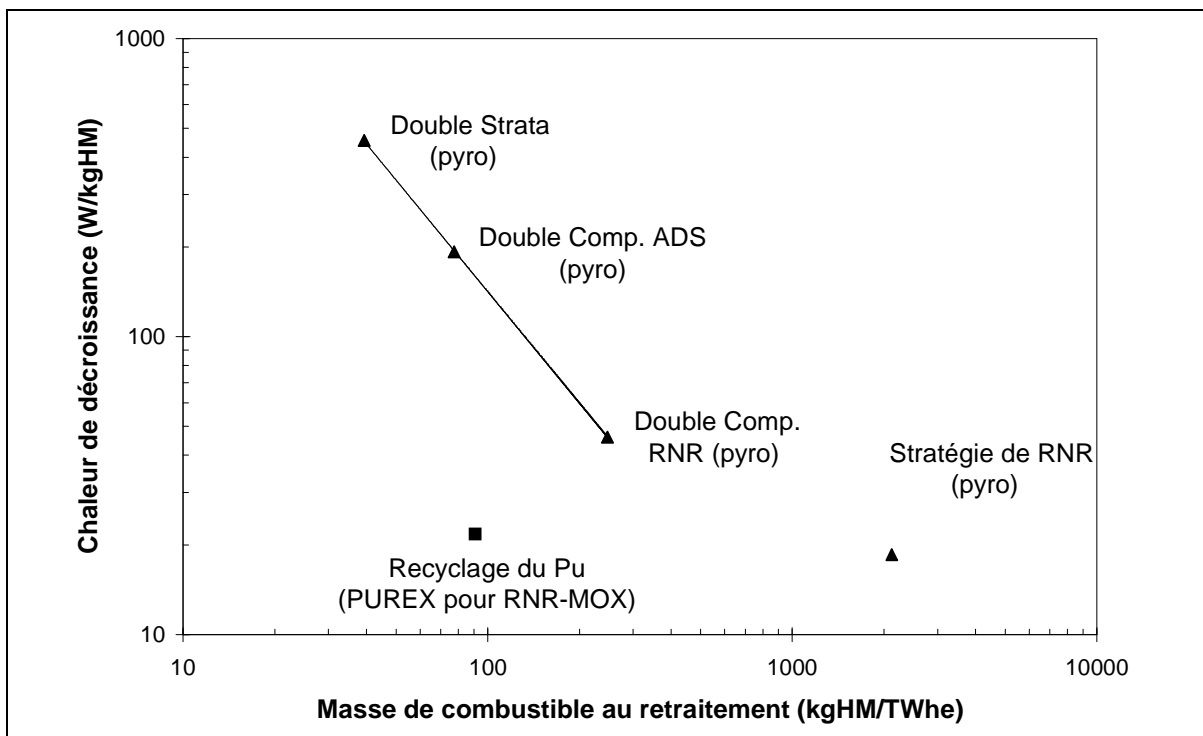 1000
Double Strata
(pyro)
Double Comp. ADS
(pyro)
100
Double Comp.
RNR (pyro)
Stratégie de RNR
(pyro)
Recyclage du Pu
(PUREX pour RNR-MOX)
10
10 100 1000 10000
Chaleur de décroissance (W/kgHM)
Masse de combustible au retraitement (kgHM/TWhe)